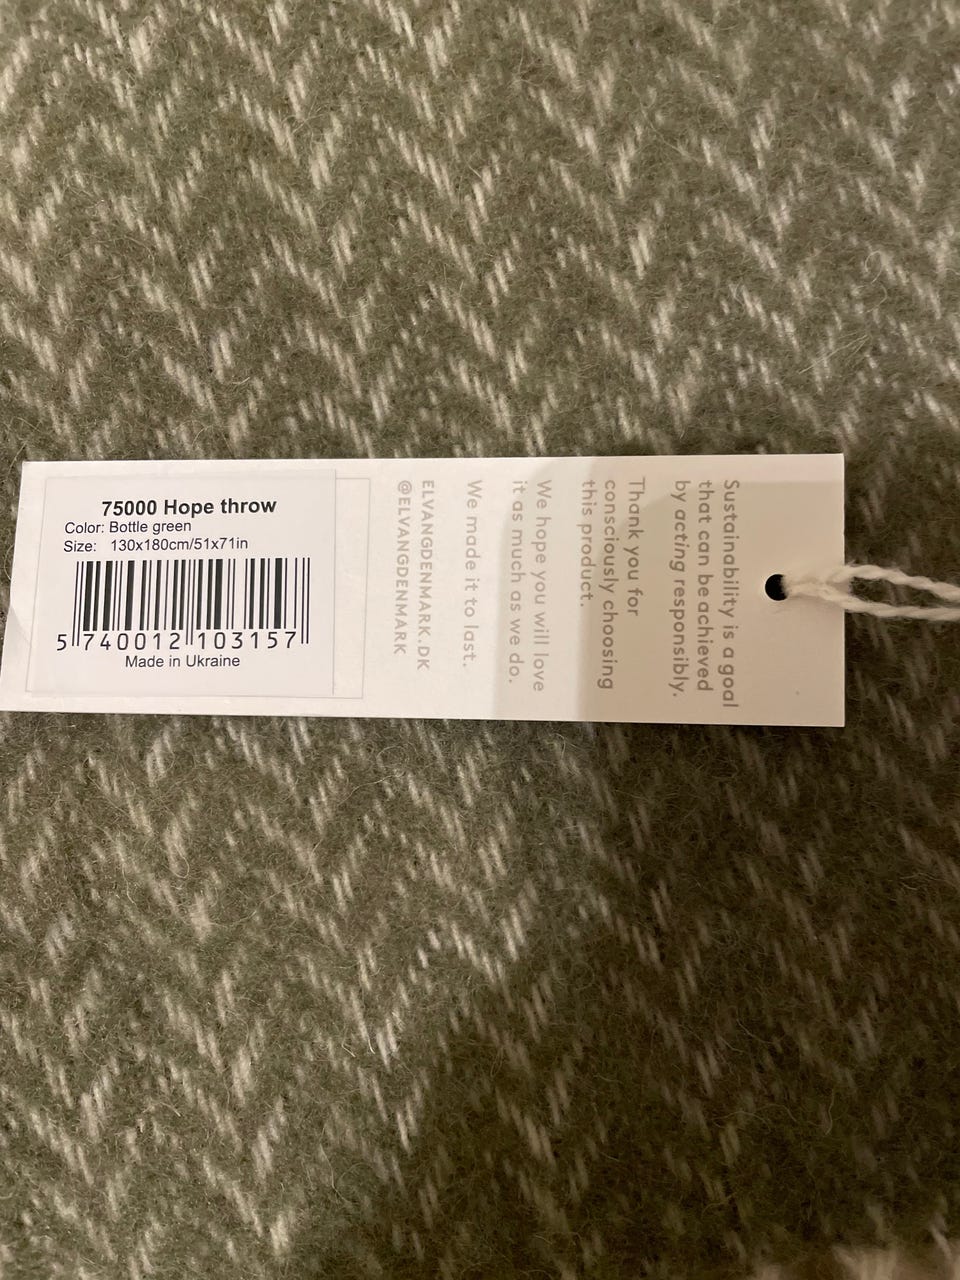 75000 Hope throw
Color: Bottle green
Size: 130x180cm/51x71in
5 740012 103157
Made in Ukraine
Sustainability is a goal
that can be achieved
by acting responsibly.
Thank you for
consciously choosing
this product.
We hope you will love
it as much as we do.
We made it to last.
ELVANGDENMARK.DK
@ELVANGDENMARK